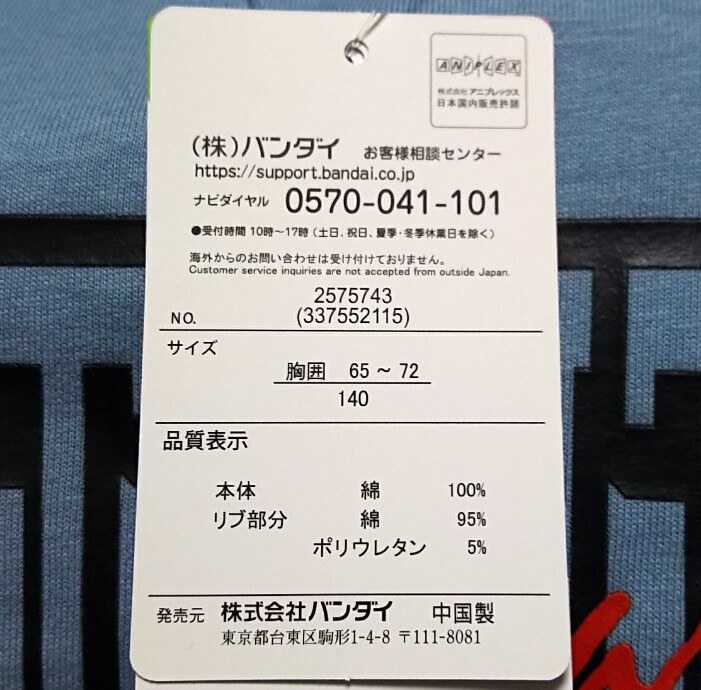 ANIPLEX
株式会社 アニプレックス
日本国内販売許諾
(株)バンダイ お客様相談センター
https://support.bandai.co.jp
ナビダイヤル 0570-041-101
●受付時間 10時～17時 (土日、祝日、夏季・冬季休業日を除く)
海外からのお問い合わせは受け付けておりません。
Customer service inquiries are not accepted from outside Japan.
2575743
NO. (337552115)
サイズ
胸囲 65 ~ 72
140
品質表示
本体 綿 100%
リブ部分 綿 95%
ポリウレタン 5%
発売元 株式会社バンダイ 中国製
東京都台東区駒形1-4-8 〒111-8081